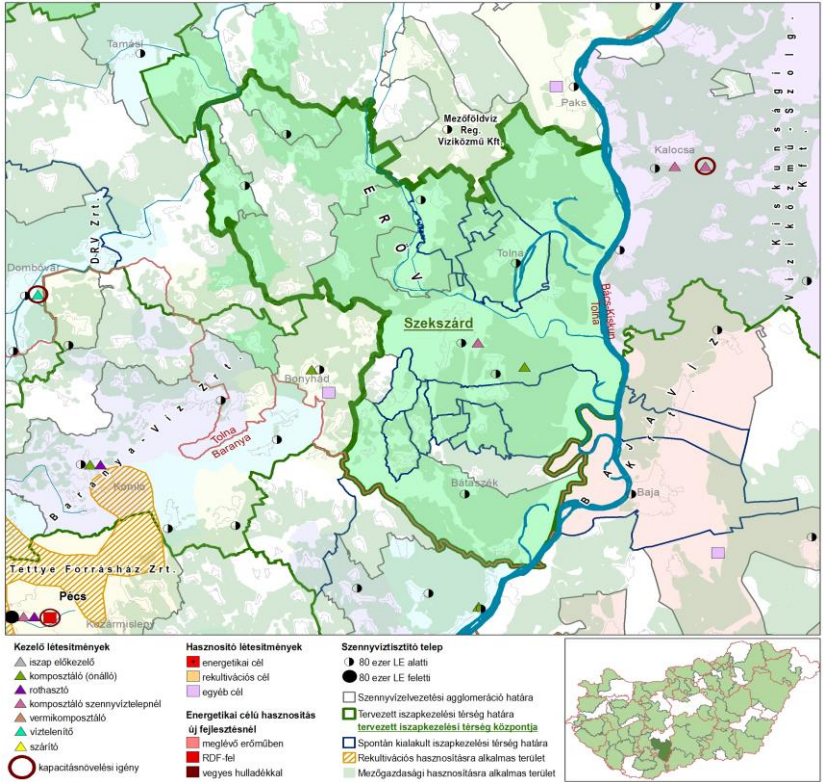 Tamási
Paks
Mezőföldvíz
Reg.
Viziközmű Kft.
Kalocsa
Kiskunsági
Víziközmű-Szolg.
Kft.
ERÖV
D-RV Zrt.
Dombóvár
Tolna
Bács-Kiskun
Tolna
Szekszárd
Bonyhád
Baranya-Víz Zrt.
Tolna
Baranya
BAJAVÍZ
Kft.
Bátaszék
Baja
Komló
Tettye Forrásház Zrt.
Pécs
Kozármisleny
Kezelő létesítmények
iszap előkezelő
komposztáló (önálló)
rothasztó
komposztáló szennyvíztelepnél
vermikomposztáló
víztelenítő
szárító
kapacitásnövelési igény
Hasznosító létesítmények
energetikai cél
rekultivációs cél
egyéb cél
Energetikai célú hasznosítás
új fejlesztésnél
meglévő erőműben
RDF-fel
vegyes hulladékkal
Szennyvíztisztító telep
80 ezer LE alatti
80 ezer LE feletti
Szennyvízelvezetési agglomeráció határa
Tervezett iszapkezelési térség határa
tervezett iszapkezelési térség központja
Spontán kialakult iszapkezelési térség határa
Rekultivációs hasznosításra alkalmas terület
Mezőgazdasági hasznosításra alkalmas terület